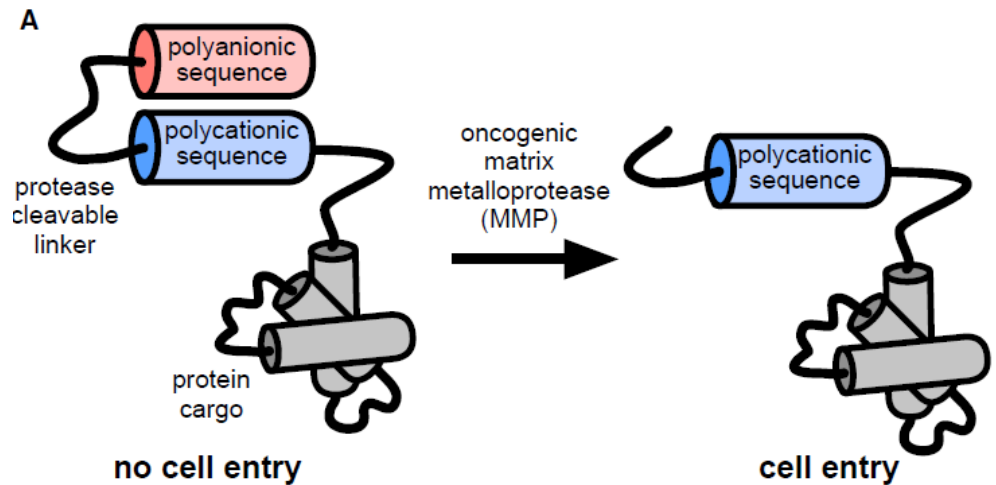 A
polyanionic
sequence
polycationic
sequence
protease
cleavable
linker
protein
cargo
no cell entry
oncogenic
matrix
metalloprotease
(MMP)
polycationic
sequence
cell entry